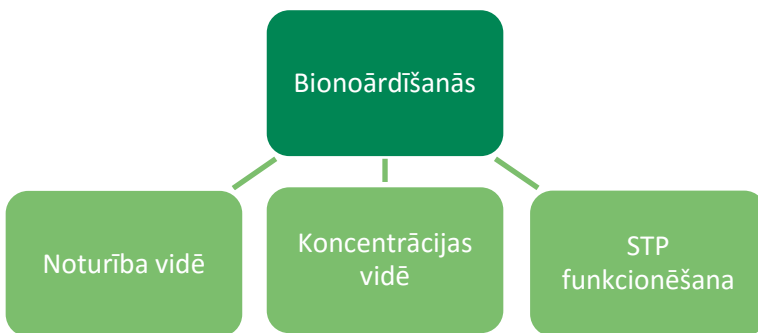 Bionoārdīšanās
Noturība vidē
Koncentrācijas
vidē
STP
funkcionēšana